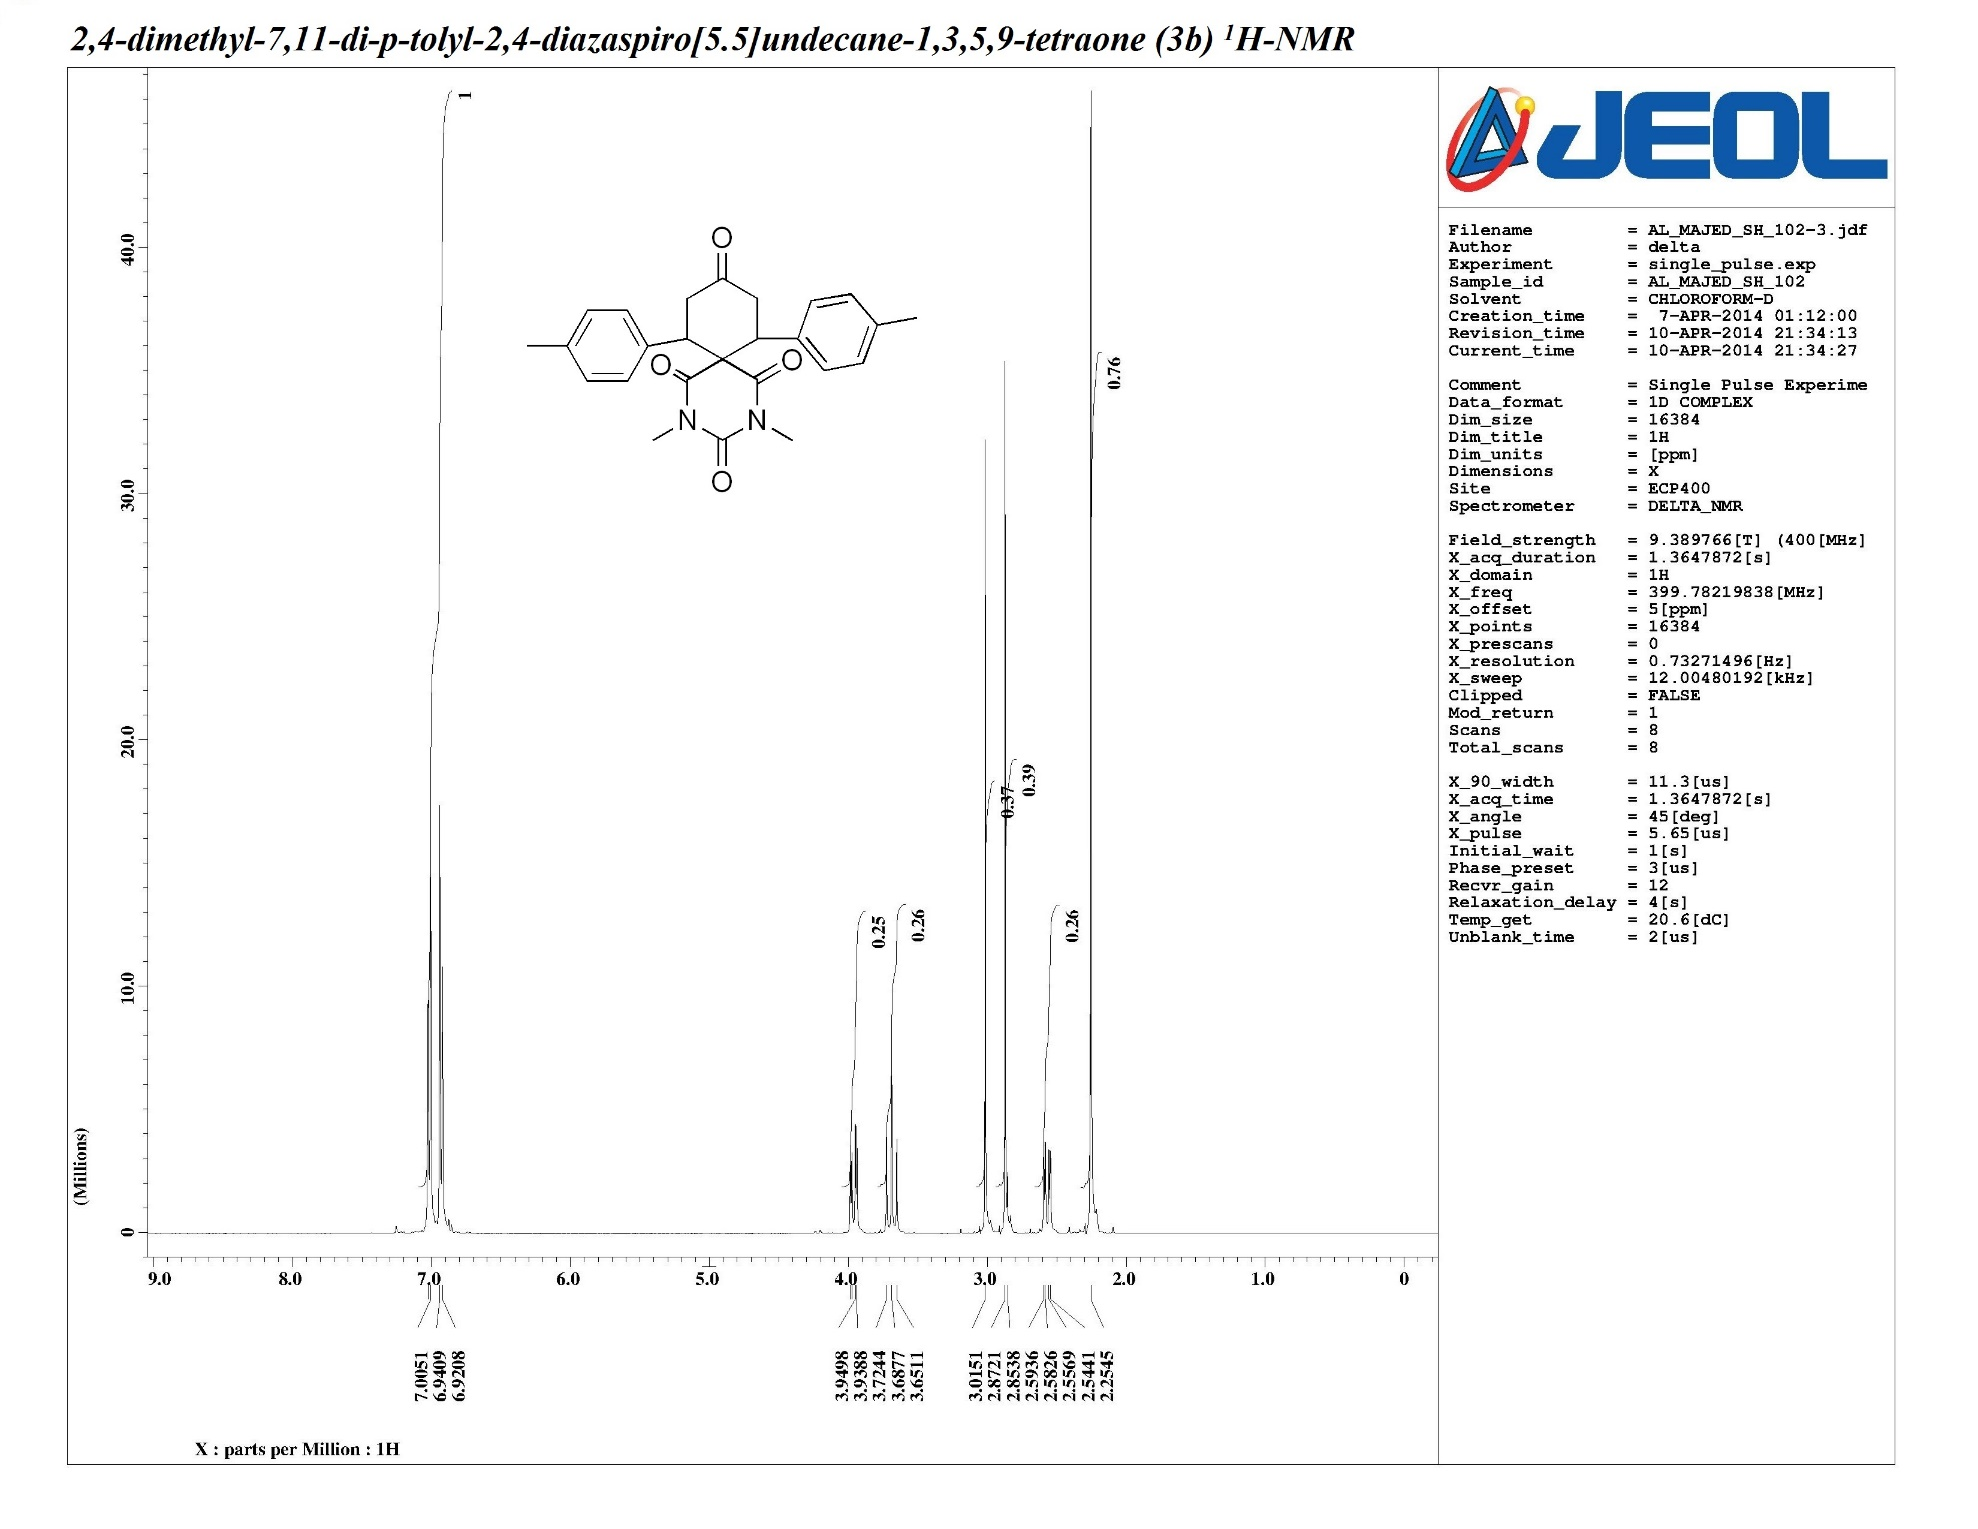 2,4-dimethyl-7,11-di-p-tolyl-2,4-diazaspiro[5.5]undecane-1,3,5,9-tetraone (3b) ¹H-NMR
JEOL
Filename = AL_MAJED_SH_102-3.jdf
Author = delta
Experiment = single_pulse.exp
Sample_id = AL_MAJED_SH_102
Solvent = CHLOROFORM-D
Creation_time = 7-APR-2014 01:12:00
Revision_time = 10-APR-2014 21:34:13
Current_time = 10-APR-2014 21:34:27
Comment = Single Pulse Experime
Data_format = 1D COMPLEX
Dim_size = 16384
Dim_title = 1H
Dim_units = [ppm]
Dimensions = X
Site = ECP400
Spectrometer = DELTA_NMR
Field_strength = 9.389766[T] (400[MHz]
X_acq_duration = 1.3647872[s]
X_domain = 1H
X_freq = 399.78219838[MHz]
X_offset = 5[ppm]
X_points = 16384
X_prescans = 0
X_resolution = 0.73271496[Hz]
X_sweep = 12.00480192[kHz]
Clipped = FALSE
Mod_return = 1
Scans = 8
Total_scans = 8
X_90_width = 11.3[us]
X_acq_time = 1.3647872[s]
X_angle = 45[deg]
X_pulse = 5.65[us]
Initial_wait = 1[s]
Phase_preset = 3[us]
Recvr_gain = 12
Relaxation_delay = 4[s]
Temp_get = 20.6[dC]
Unblank_time = 2[us]
40.0
30.0
20.0
10.0
0
(Millions)
1
0.25
0.26
0.37
0.39
0.26
0.76
O
O O
N N
O
9.0 8.0 7.0 6.0 5.0 4.0 3.0 2.0 1.0 0
7.0051
6.9409
6.9208
3.9498
3.9388
3.7244
3.6877
3.6511
3.0151
2.8721
2.8538
2.5936
2.5826
2.5569
2.5441
2.2545
X : parts per Million : 1H